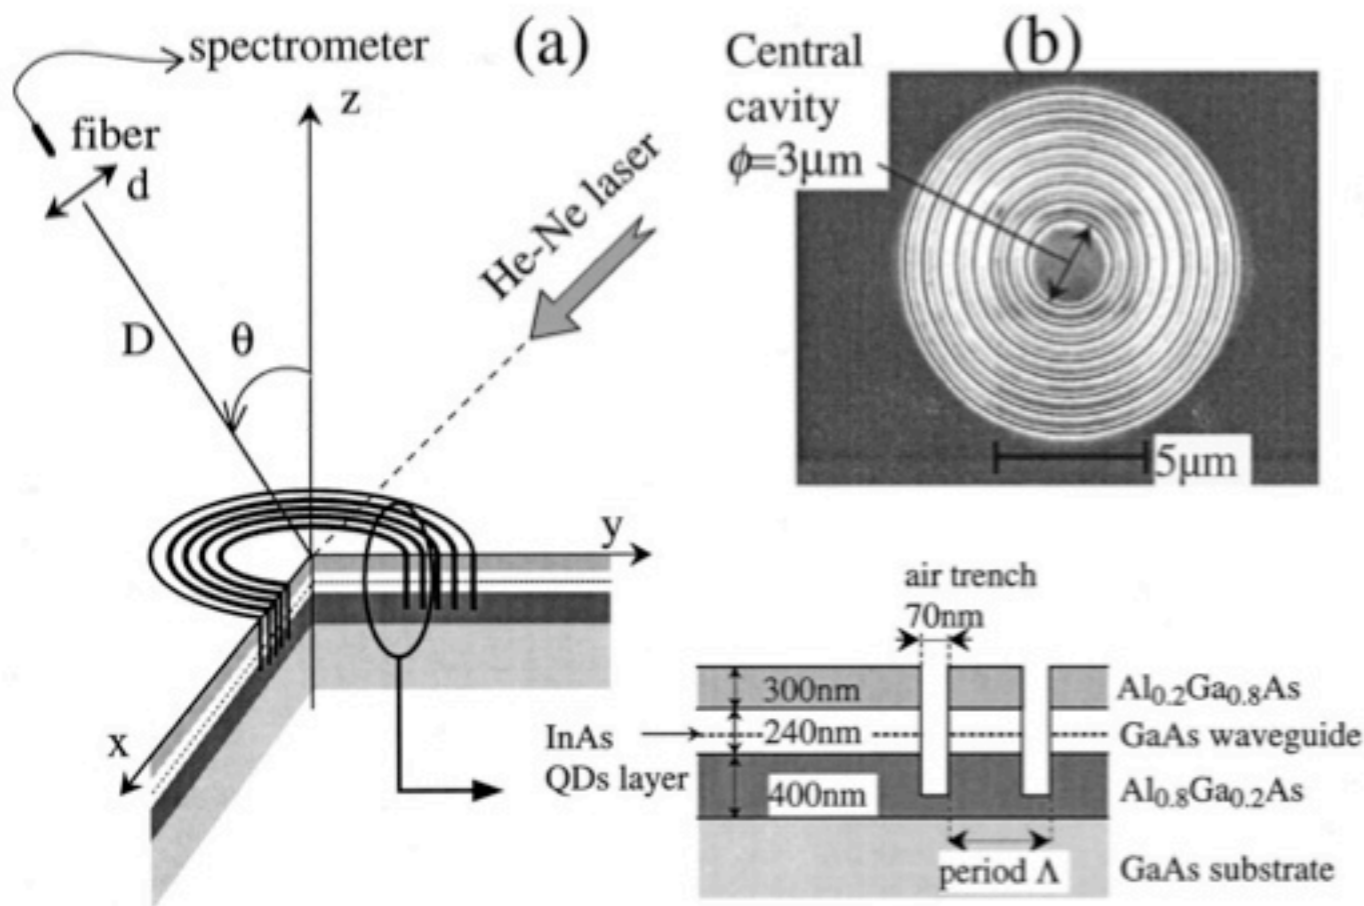 (a)
spectrometer
z
fiber
d
He-Ne laser
D
θ
y
x
(b)
Central
cavity
ϕ=3μm
5μm
air trench
70nm
300nm
Al₀.₂Ga₀.₈As
InAs
QDs layer
240nm
GaAs waveguide
400nm
Al₀.₈Ga₀.₂As
period Λ
GaAs substrate